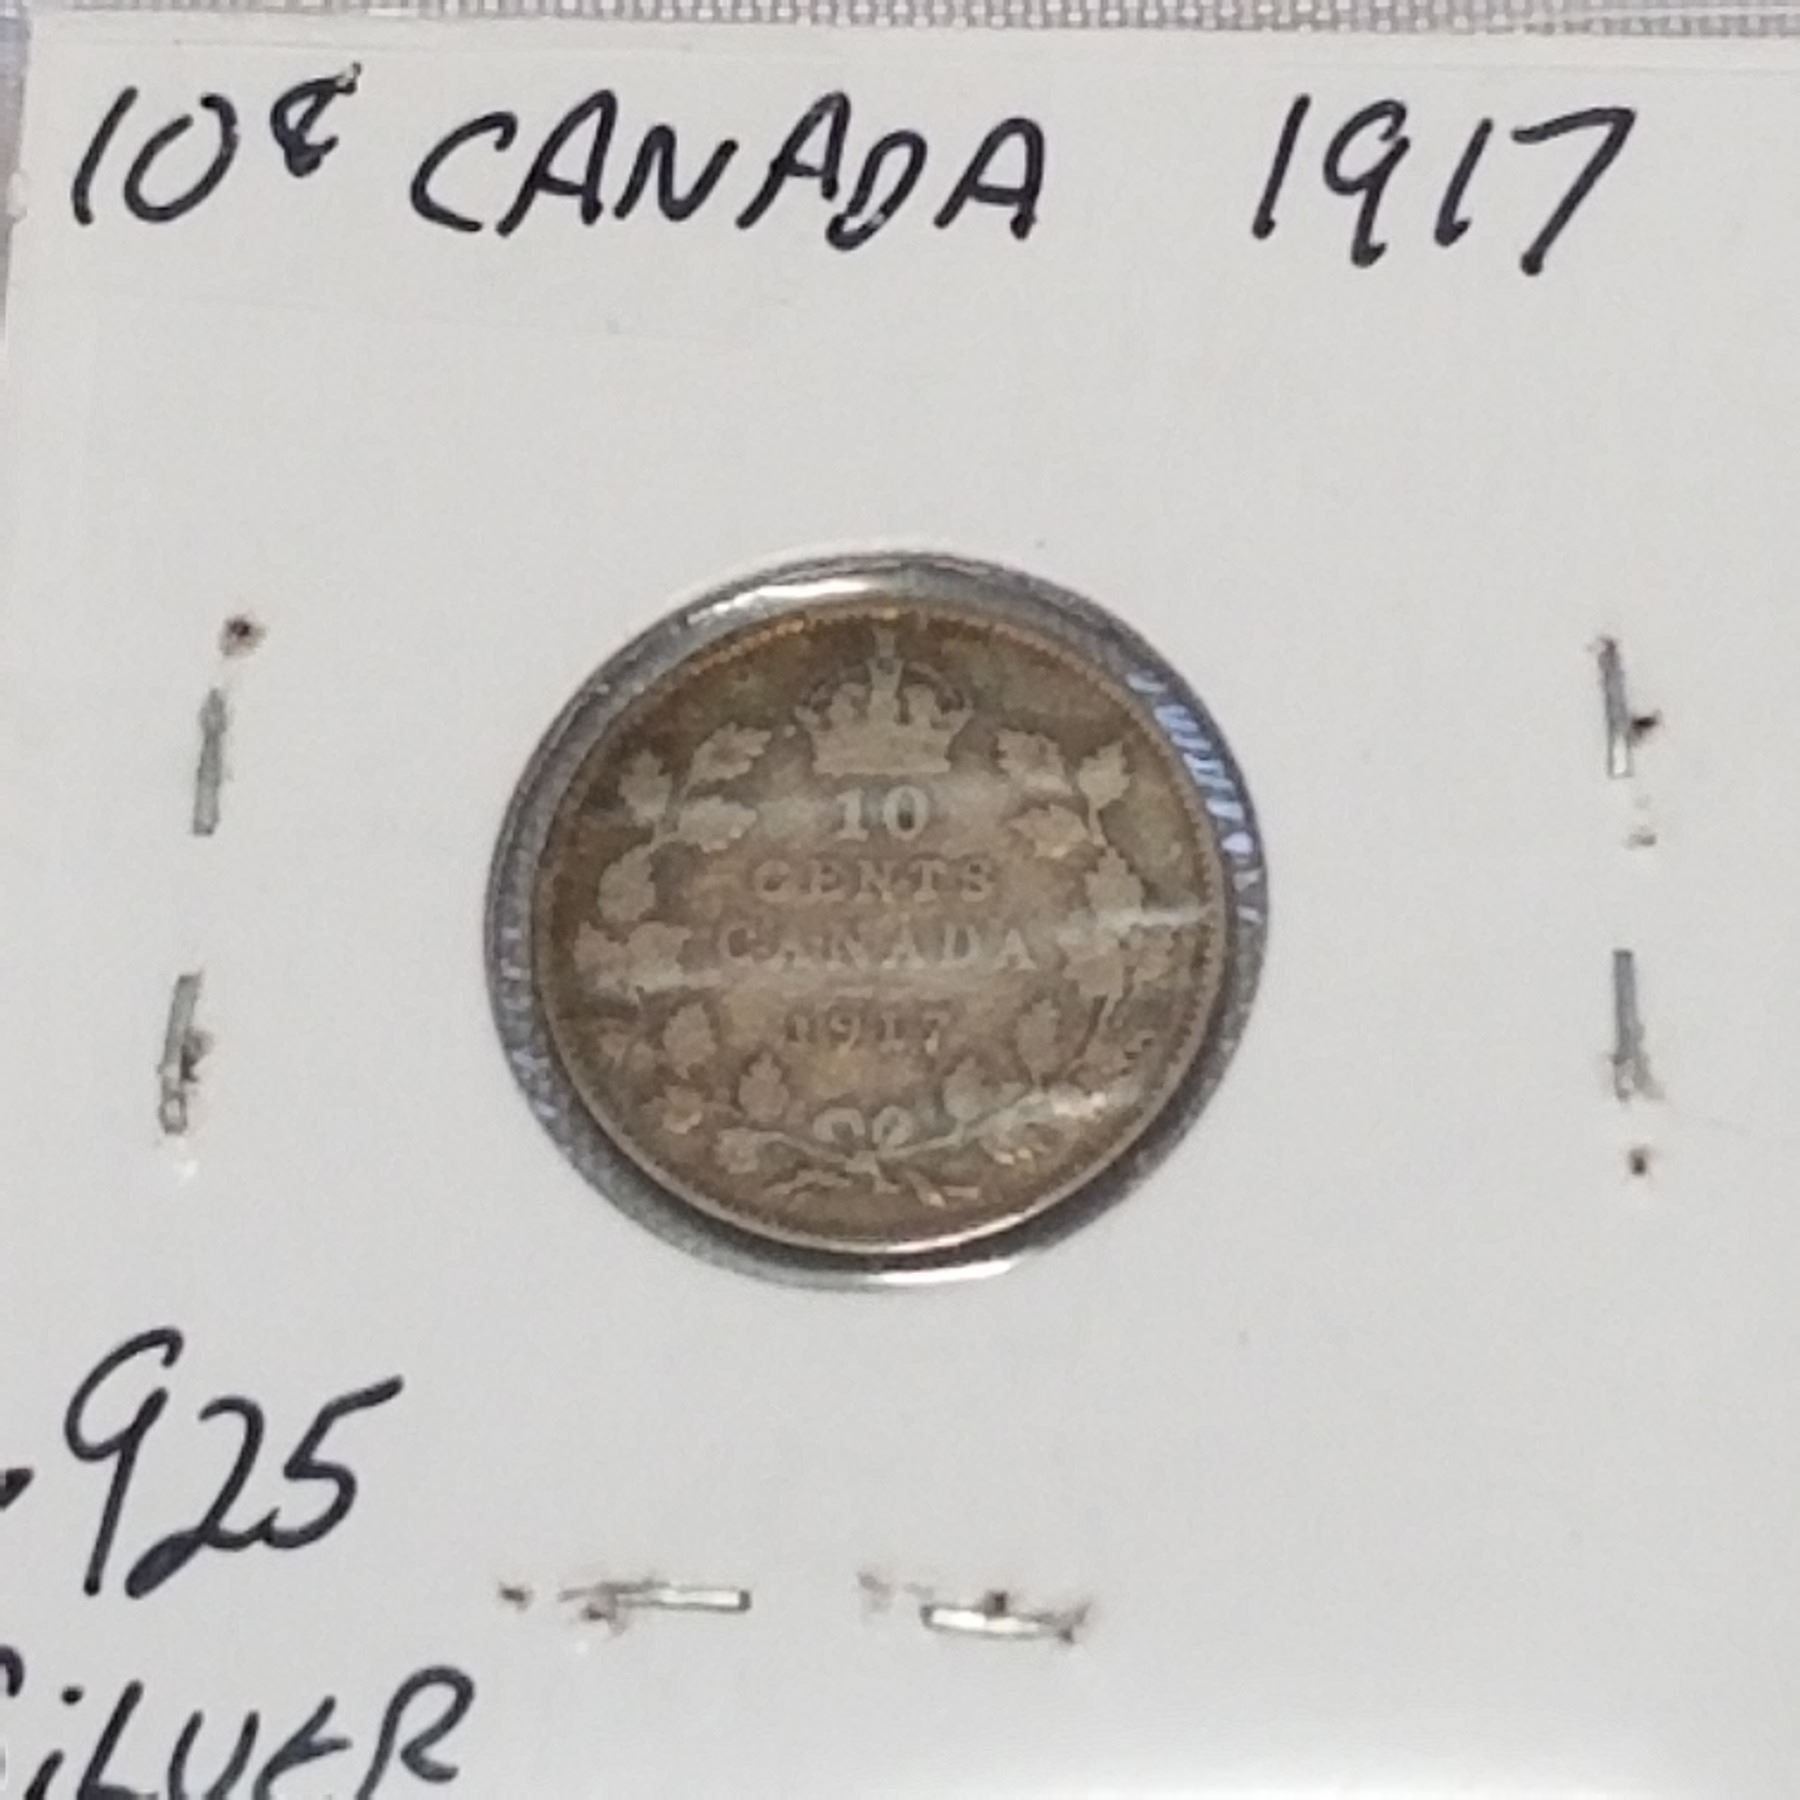 10¢ CANADA 1917
10
CENTS
CANADA
1917
.925
SiLVER